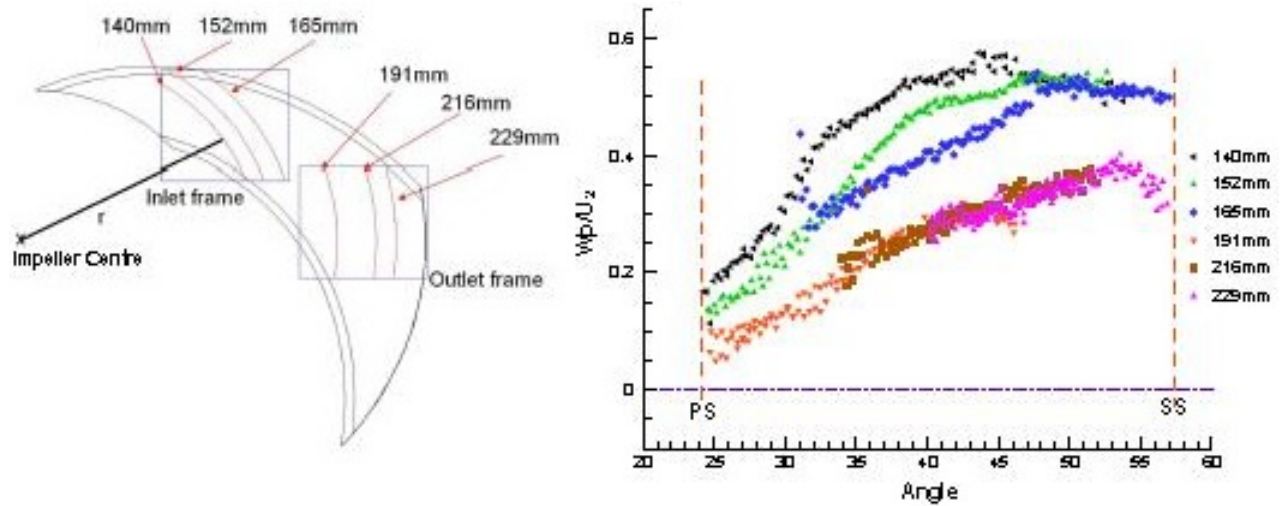 140mm
152mm
165mm
191mm
216mm
229mm
Inlet frame
r
Impeller Centre
Outlet frame
0.6
0.4
0.2
0
Wp/U₂
PS
SS
20
25
30
35
40
45
50
55
60
Angle
140mm
152mm
165mm
191mm
216mm
229mm